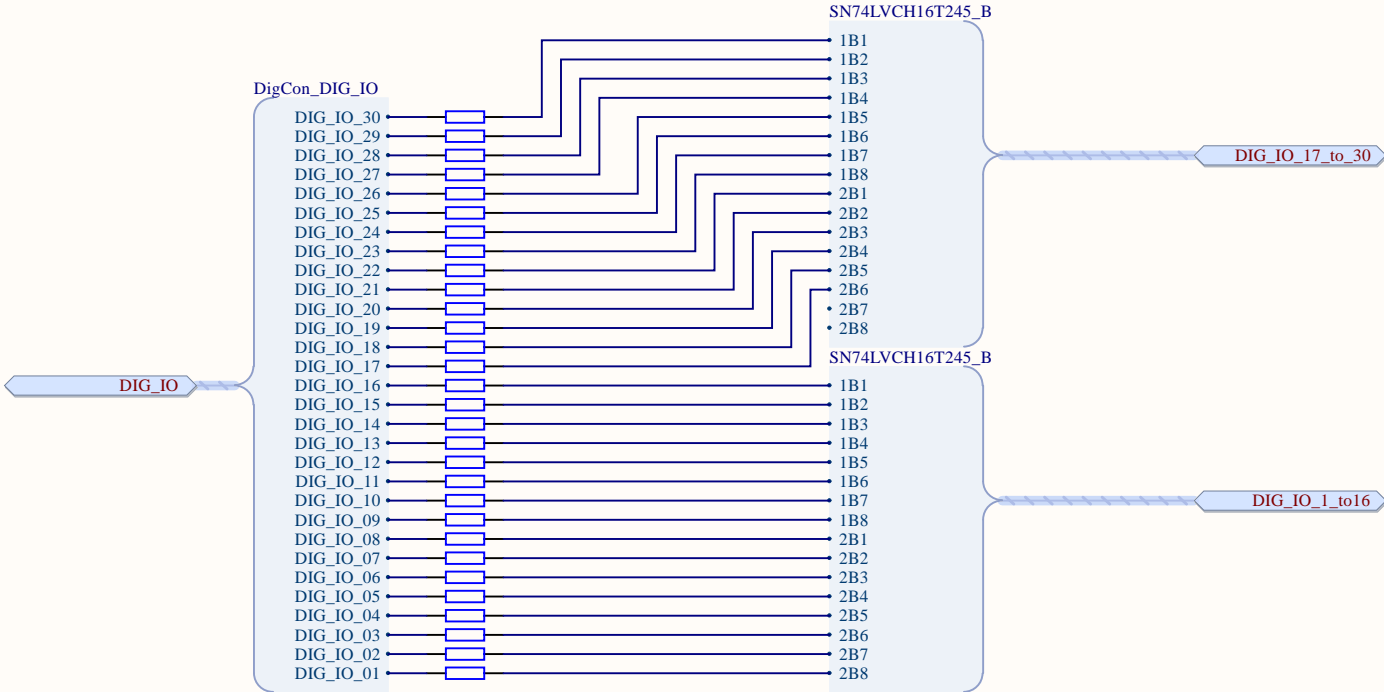 SN74LVCH16T245_B
1B1
1B2
1B3
1B4
1B5
1B6
1B7
1B8
2B1
2B2
2B3
2B4
2B5
2B6
2B7
2B8
DigCon_DIG_IO
DIG_IO_30
DIG_IO_29
DIG_IO_28
DIG_IO_27
DIG_IO_26
DIG_IO_25
DIG_IO_24
DIG_IO_23
DIG_IO_22
DIG_IO_21
DIG_IO_20
DIG_IO_19
DIG_IO_18
DIG_IO_17
DIG_IO_16
DIG_IO_15
DIG_IO_14
DIG_IO_13
DIG_IO_12
DIG_IO_11
DIG_IO_10
DIG_IO_09
DIG_IO_08
DIG_IO_07
DIG_IO_06
DIG_IO_05
DIG_IO_04
DIG_IO_03
DIG_IO_02
DIG_IO_01
DIG_IO_17_to_30
DIG_IO
SN74LVCH16T245_B
1B1
1B2
1B3
1B4
1B5
1B6
1B7
1B8
2B1
2B2
2B3
2B4
2B5
2B6
2B7
2B8
DIG_IO_1_to16